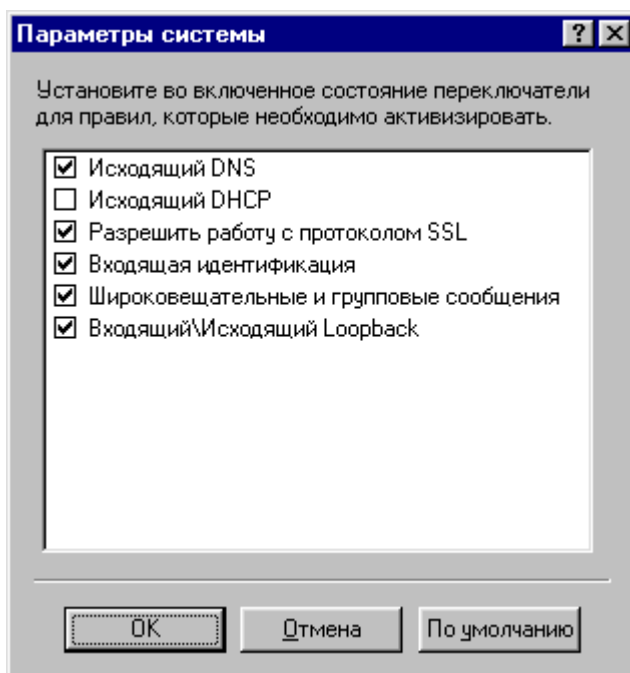 Параметры системы
Установите во включенное состояние переключатели
для правил, которые необходимо активизировать.
Исходящий DNS
Исходящий DHCP
Разрешить работу с протоколом SSL
Входящая идентификация
Широковещательные и групповые сообщения
Входящий\Исходящий Loopback
OK
Отмена
По умолчанию